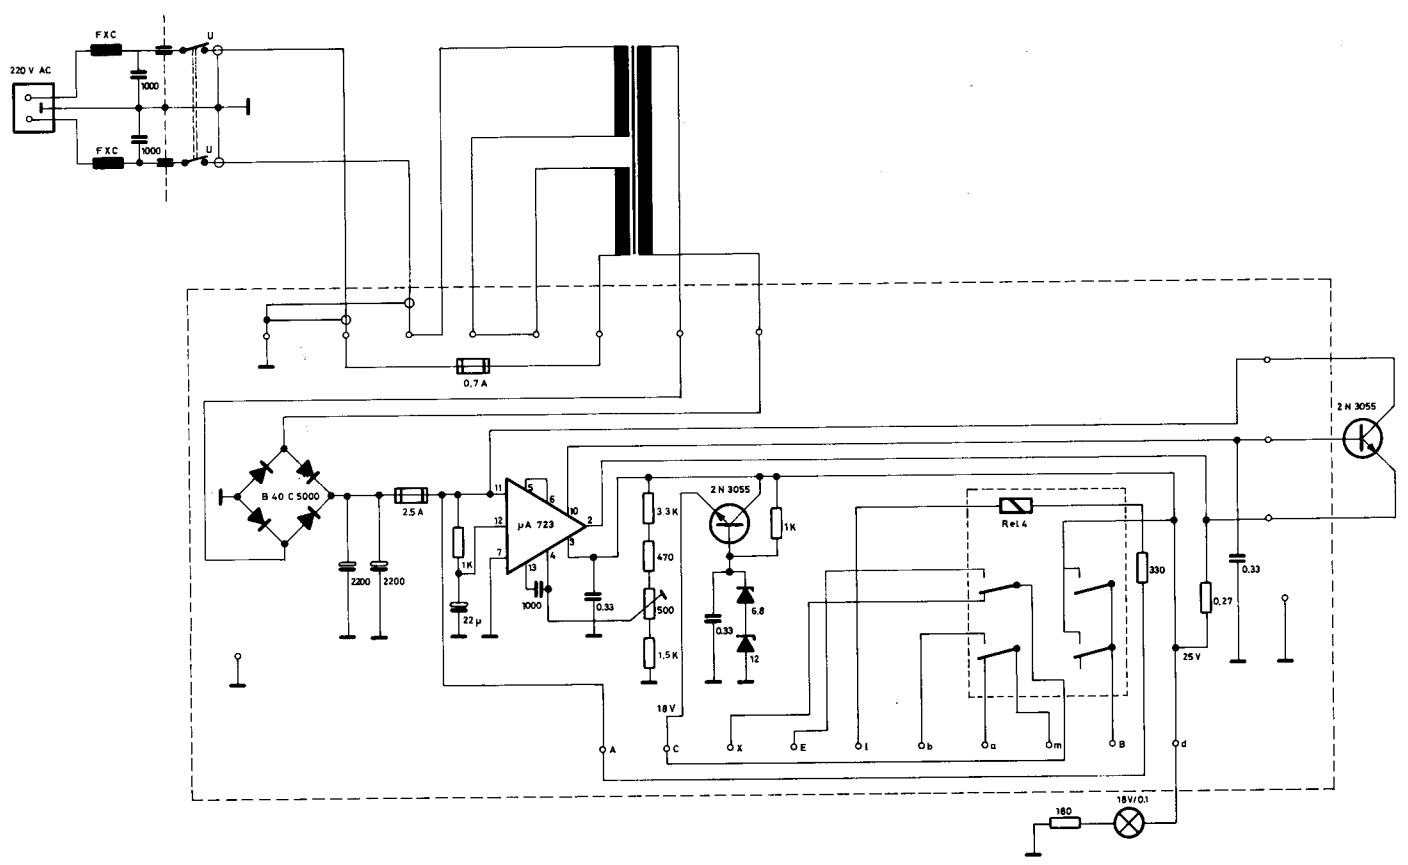 FXC
U
220 V AC
1000
1000
FXC
U
0.7 A
2 N 3055
B 40 C 5000
2.5 A
11
5
6
10
12
µA 723
2
7
3
4
13
1K
2200
2200
22 µ
1000
0.33
3.3 K
470
500
1,5 K
2 N 3055
1K
0.33
6.8
12
Rel.4
330
0,27
0.33
25 V
18 V
A
C
X
E
b
a
m
B
d
180
18V/0.1